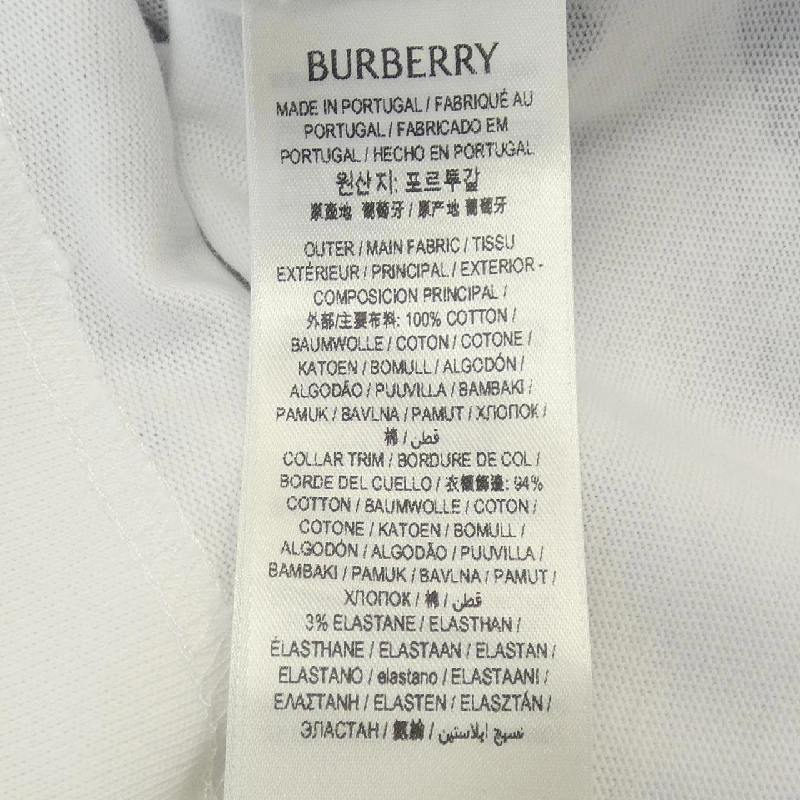 BURBERRY
MADE IN PORTUGAL / FABRIQUÉ AU
PORTUGAL / FABRICADO EM
PORTUGAL / HECHO EN PORTUGAL
원산지: 포르투갈
原產地 葡萄牙 / 原产地 葡萄牙
OUTER / MAIN FABRIC / TISSU
EXTÉRIEUR / PRINCIPAL / EXTERIOR -
COMPOSICION PRINCIPAL /
外部/主要布料: 100% COTTON /
BAUMWOLLE / COTON / COTONE /
KATOEN / BOMULL / ALGODÓN /
ALGODÃO / PUUVILLA / BAMBAKI /
PAMUK / BAVLNA / PAMUT / ХЛОПОК /
棉 / قطن
COLLAR TRIM / BORDURE DE COL /
BORDE DEL CUELLO / 衣領飾邊: 94%
COTTON / BAUMWOLLE / COTON /
COTONE / KATOEN / BOMULL /
ALGODÓN / ALGODÃO / PUUVILLA /
BAMBAKI / PAMUK / BAVLNA / PAMUT /
ХЛОПОК / 棉 / قطن
3% ELASTANE / ELASTHAN /
ÉLASTHANE / ELASTAAN / ELASTAN /
ELASTANO / elastano / ELASTAANI /
ΕΛΑΣΤΑΝΗ / ELASTEN / ELASZTÁN /
ЭЛАСТАН / 氨綸 / نسيج ايلاستين